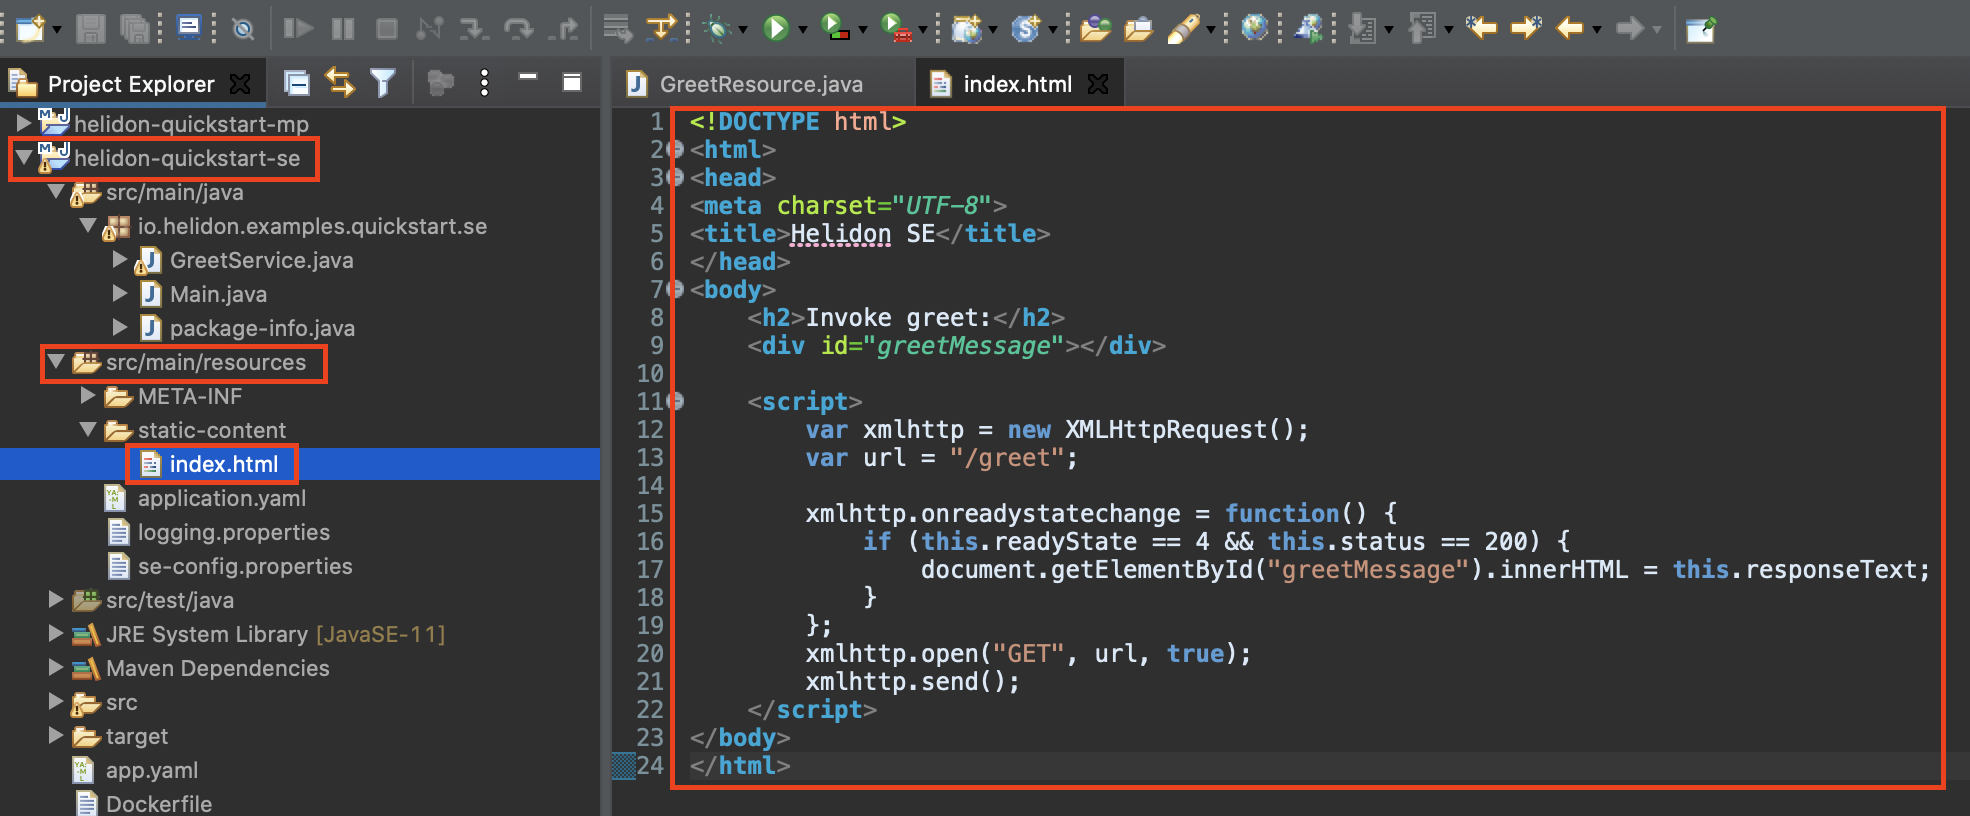 Project Explorer
helidon-quickstart-mp
helidon-quickstart-se
src/main/java
io.helidon.examples.quickstart.se
GreetService.java
Main.java
package-info.java
src/main/resources
META-INF
static-content
index.html
application.yaml
logging.properties
se-config.properties
src/test/java
JRE System Library [JavaSE-11]
Maven Dependencies
src
target
app.yaml
Dockerfile
GreetResource.java
index.html
1 <!DOCTYPE html>
2 <html>
3 <head>
4 <meta charset="UTF-8">
5 <title>Helidon SE</title>
6 </head>
7 <body>
8     <h2>Invoke greet:</h2>
9     <div id="greetMessage"></div>
10
11     <script>
12         var xmlhttp = new XMLHttpRequest();
13         var url = "/greet";
14
15         xmlhttp.onreadystatechange = function() {
16             if (this.readyState == 4 && this.status == 200) {
17                 document.getElementById("greetMessage").innerHTML = this.responseText;
18             }
19         };
20         xmlhttp.open("GET", url, true);
21         xmlhttp.send();
22     </script>
23 </body>
24 </html>